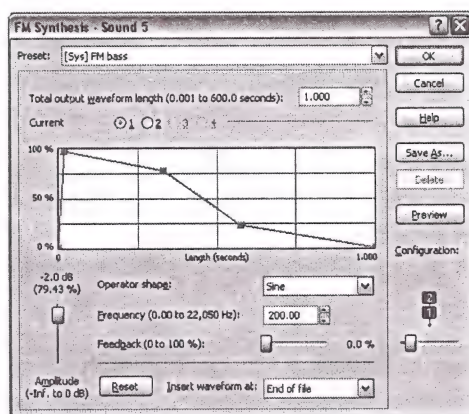 FM Synthesis - Sound 5
Preset: [Sys] FM bass
OK
Cancel
Help
Save As...
Delete
Preview
Configuration:
2
1
Total output waveform length (0.001 to 600.0 seconds): 1.000
Current 1 2 3 4
100 %
50 %
0 %
0 Length (seconds) 1.000
-2.0 dB
(79.43 %)
Operator shape: Sine
Frequency (0.00 to 22,050 Hz): 200.00
Feedback (0 to 100 %): 0.0 %
Amplitude
(-Inf. to 0 dB)
Reset Insert waveform at: End of file